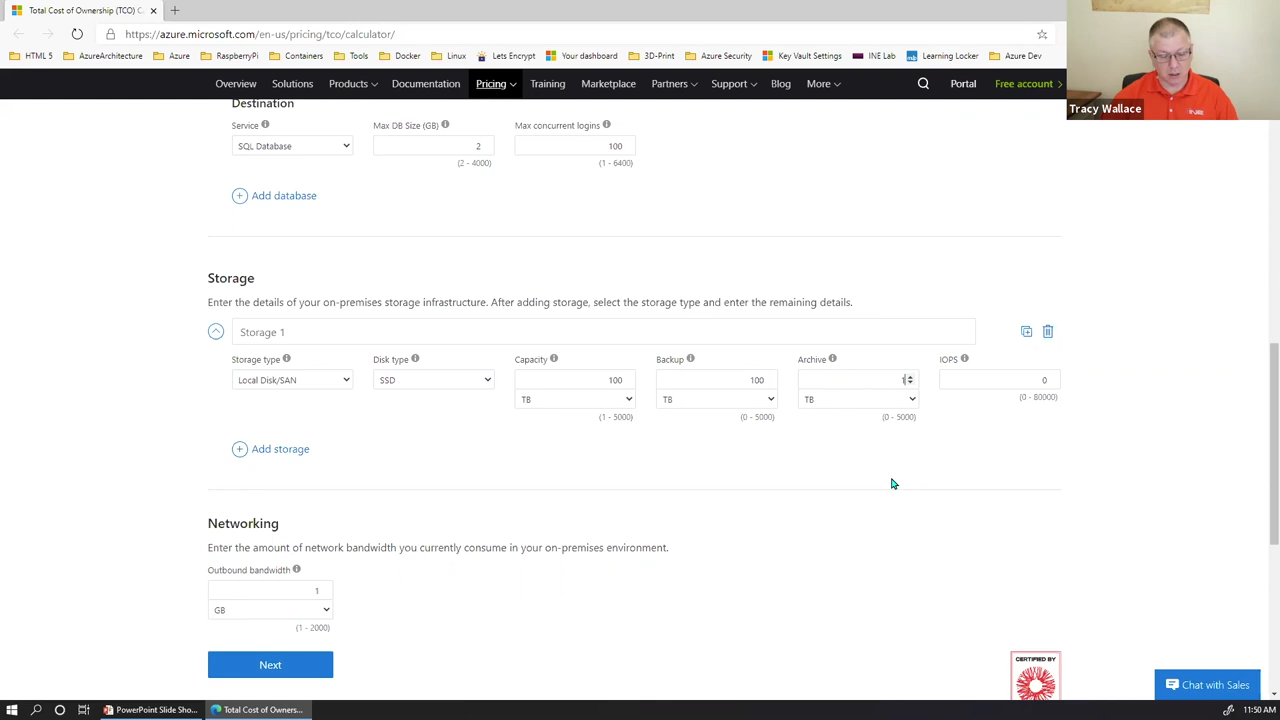 Total Cost of Ownership (TCO) C
https://azure.microsoft.com/en-us/pricing/tco/calculator/
HTML 5 AzureArchitecture Azure RaspberryPi Containers Tools Docker Linux Lets Encrypt Your dashboard 3D-Print Azure Security Key Vault Settings INE Lab Learning Locker Azure Dev
Overview Solutions Products Documentation Pricing Training Marketplace Partners Support Blog More Portal Free account
Tracy Wallace
Destination
Service Max DB Size (GB) Max concurrent logins
SQL Database 2 100
(2 - 4000) (1 - 6400)
Add database
Storage
Enter the details of your on-premises storage infrastructure. After adding storage, select the storage type and enter the remaining details.
Storage 1
Storage type Disk type Capacity Backup Archive IOPS
Local Disk/SAN SSD 100 100 1 0
TB TB TB (0 - 80000)
(1 - 5000) (0 - 5000) (0 - 5000)
Add storage
Networking
Enter the amount of network bandwidth you currently consume in your on-premises environment.
Outbound bandwidth
1
GB
(1 - 2000)
Next
CERTIFIED BY
Chat with Sales
PowerPoint Slide Sho... Total Cost of Owners... 11:50 AM